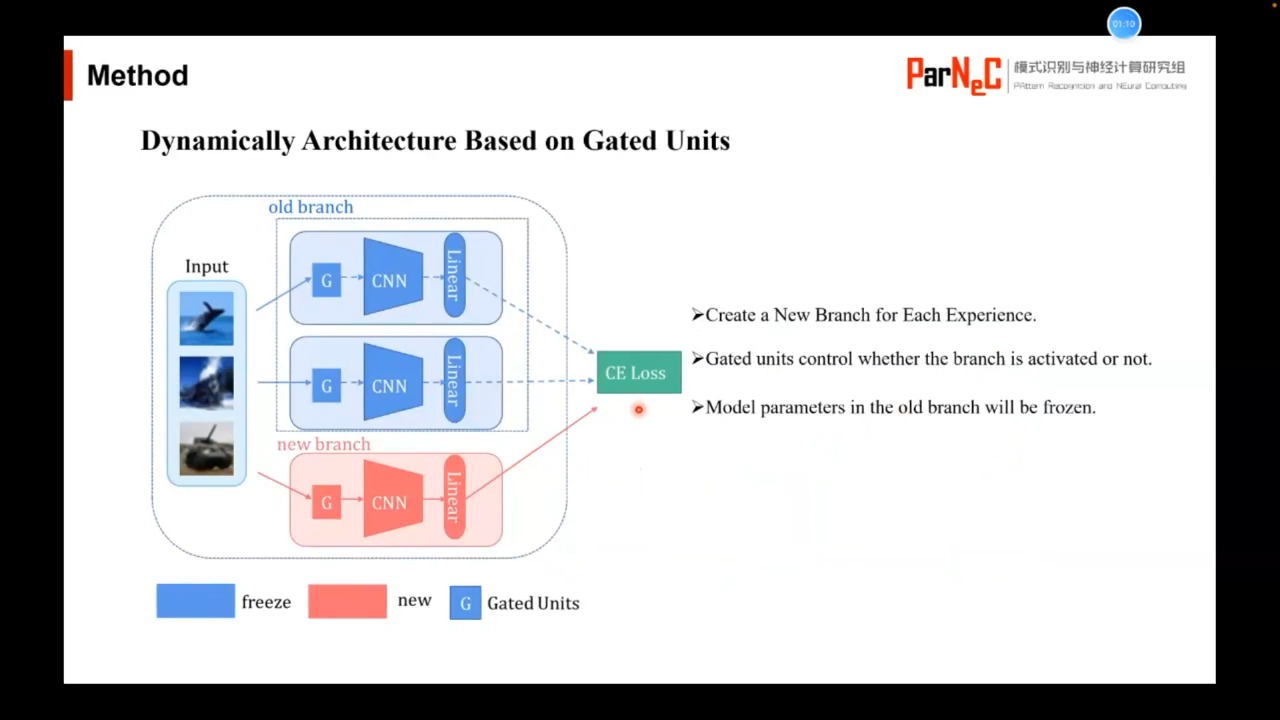 01:10
Method
ParNeC
模式识别与神经计算研究组
PAttern Recognition and NEural Computing
Dynamically Architecture Based on Gated Units
old branch
Input
G
CNN
Linear
G
CNN
Linear
new branch
G
CNN
Linear
CE Loss
➢Create a New Branch for Each Experience.
➢Gated units control whether the branch is activated or not.
➢Model parameters in the old branch will be frozen.
freeze
new
G
Gated Units